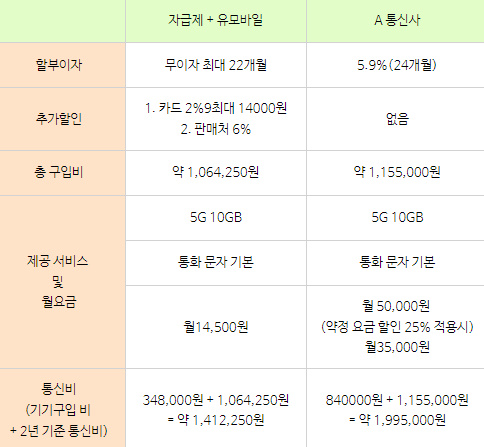 자급제 + 유모바일
A 통신사
할부이자
무이자 최대 22개월
5.9% (24개월)
추가할인
1. 카드 2%9최대 14000원
2. 판매처 6%
없음
총 구입비
약 1,064,250원
약 1,155,000원
제공 서비스
및
월요금
5G 10GB
5G 10GB
통화 문자 기본
통화 문자 기본
월14,500원
월 50,000원
(약정 요금 할인 25% 적용시)
월35,000원
통신비
(기기구입 비
+ 2년 기준 통신비)
348,000원 + 1,064,250원
= 약 1,412,250원
840000원 + 1,155,000원
= 약 1,995,000원